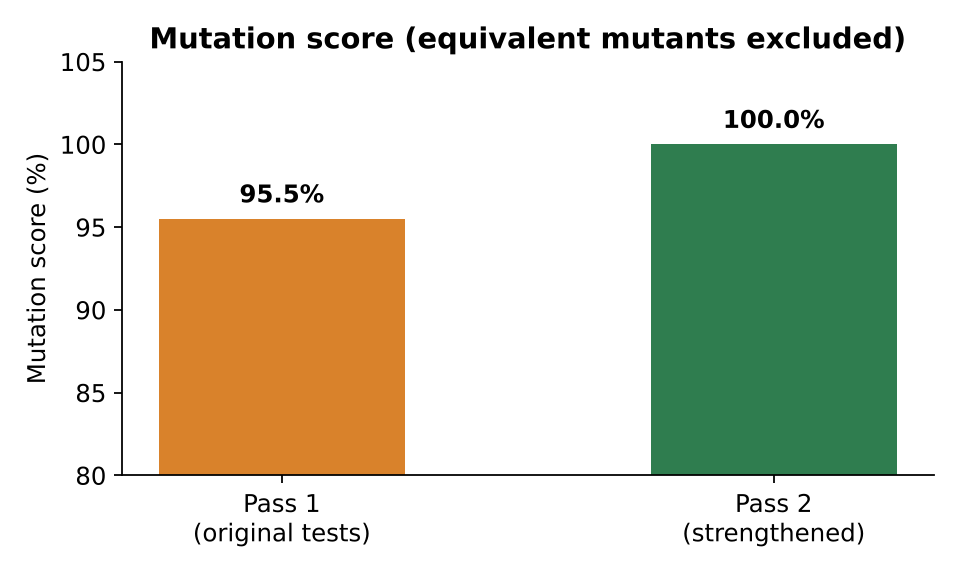 Mutation score (equivalent mutants excluded)
Mutation score (%)
105
100
95
90
85
80
95.5%
100.0%
Pass 1
(original tests)
Pass 2
(strengthened)